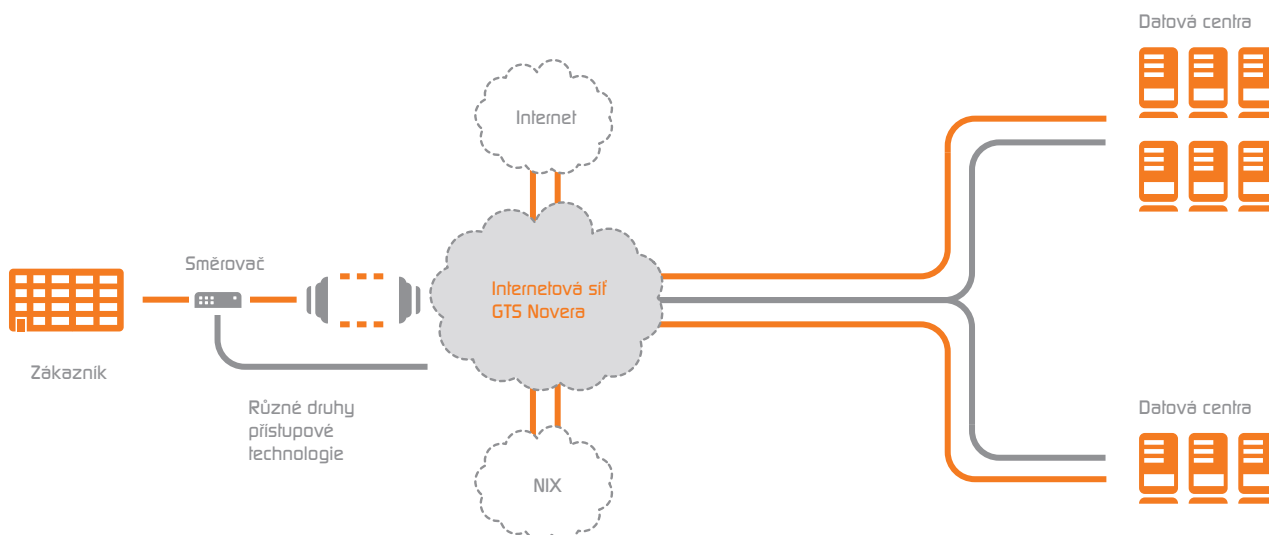 Datová centra
Internet
Směrovač
Internetová síť
GTS Novera
Zákazník
Různé druhy
přístupové
technologie
Datová centra
NIX